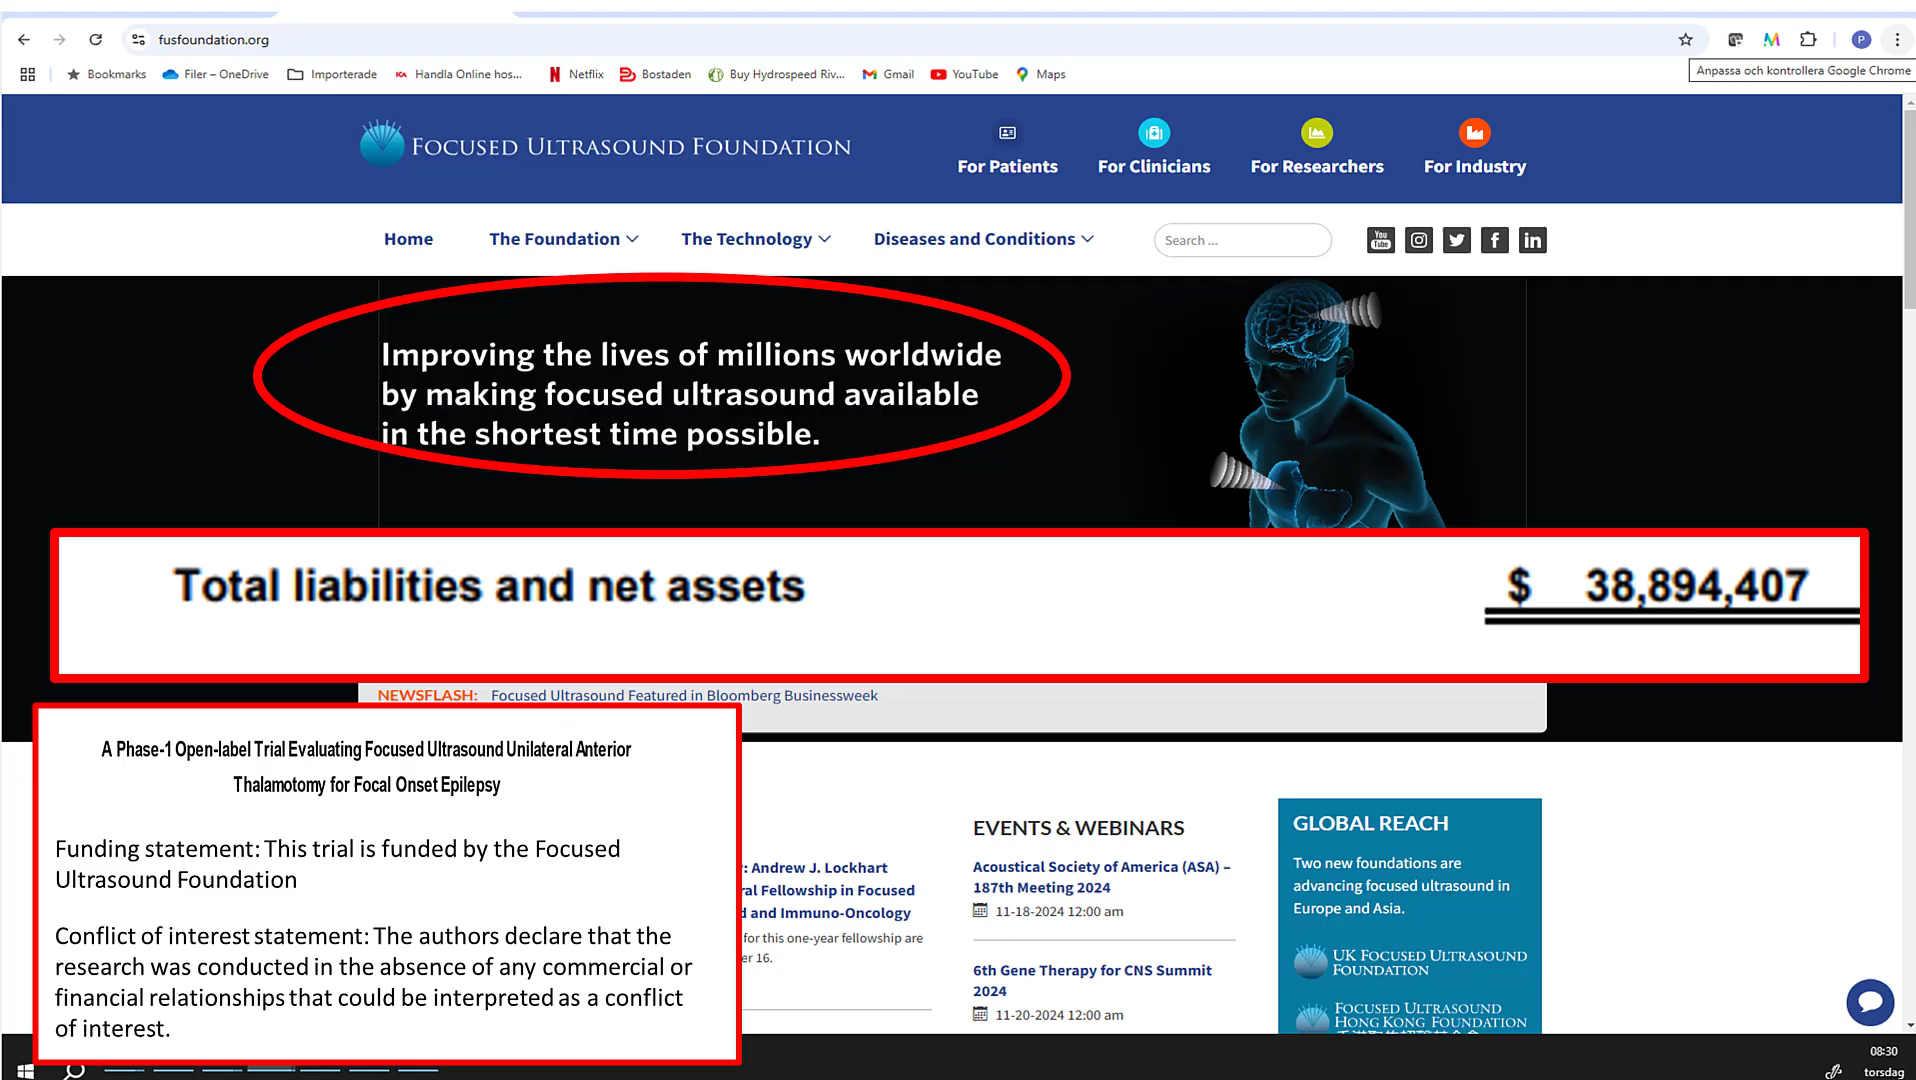 fusfoundation.org
Bookmarks
Filer – OneDrive
Importerade
Handla Online hos...
Netflix
Bostaden
Buy Hydrospeed Riv...
Gmail
YouTube
Maps
Anpassa och kontrollera Google Chrome
FOCUSED ULTRASOUND FOUNDATION
For Patients
For Clinicians
For Researchers
For Industry
Home
The Foundation
The Technology
Diseases and Conditions
Search ...
Improving the lives of millions worldwide
by making focused ultrasound available
in the shortest time possible.
Total liabilities and net assets $ 38,894,407
NEWSFLASH: Focused Ultrasound Featured in Bloomberg Businessweek
A Phase-1 Open-label Trial Evaluating Focused Ultrasound Unilateral Anterior
Thalamotomy for Focal Onset Epilepsy
Funding statement: This trial is funded by the Focused
Ultrasound Foundation
Conflict of interest statement: The authors declare that the
research was conducted in the absence of any commercial or
financial relationships that could be interpreted as a conflict
of interest.
: Andrew J. Lockhart
al Fellowship in Focused
d and Immuno-Oncology
for this one-year fellowship are
er 16.
EVENTS & WEBINARS
Acoustical Society of America (ASA) –
187th Meeting 2024
11-18-2024 12:00 am
6th Gene Therapy for CNS Summit
2024
11-20-2024 12:00 am
GLOBAL REACH
Two new foundations are
advancing focused ultrasound in
Europe and Asia.
UK FOCUSED ULTRASOUND
FOUNDATION
FOCUSED ULTRASOUND
HONG KONG FOUNDATION
08:30
torsdag